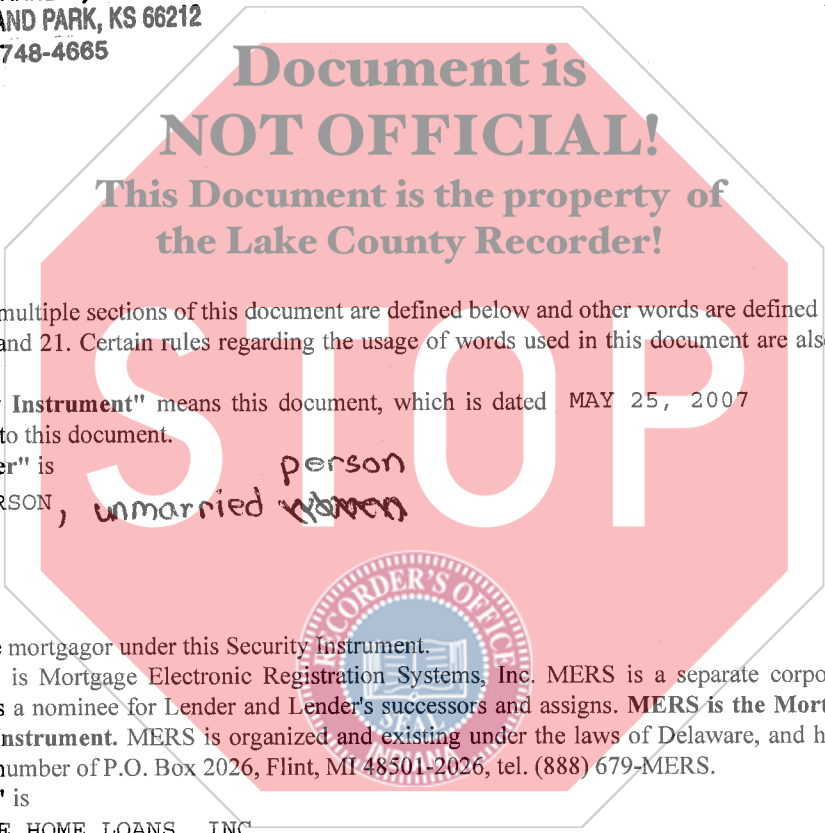 AND PARK, KS 66212
748-4665
Document is
NOT OFFICIAL!
This Document is the property of
the Lake County Recorder!
multiple sections of this document are defined below and other words are defined
and 21. Certain rules regarding the usage of words used in this document are als
Instrument" means this document, which is dated MAY 25, 2007
to this document.
er" is
person
RSON, unmarried women
STOP
RECORDER'S OFFICE
SEAL
INDIANA
e mortgagor under this Security Instrument.
is Mortgage Electronic Registration Systems, Inc. MERS is a separate corpo
s a nominee for Lender and Lender's successors and assigns. MERS is the Mort
nstrument. MERS is organized and existing under the laws of Delaware, and h
number of P.O. Box 2026, Flint, MI 48501-2026, tel. (888) 679-MERS.
" is
E HOME LOANS, INC